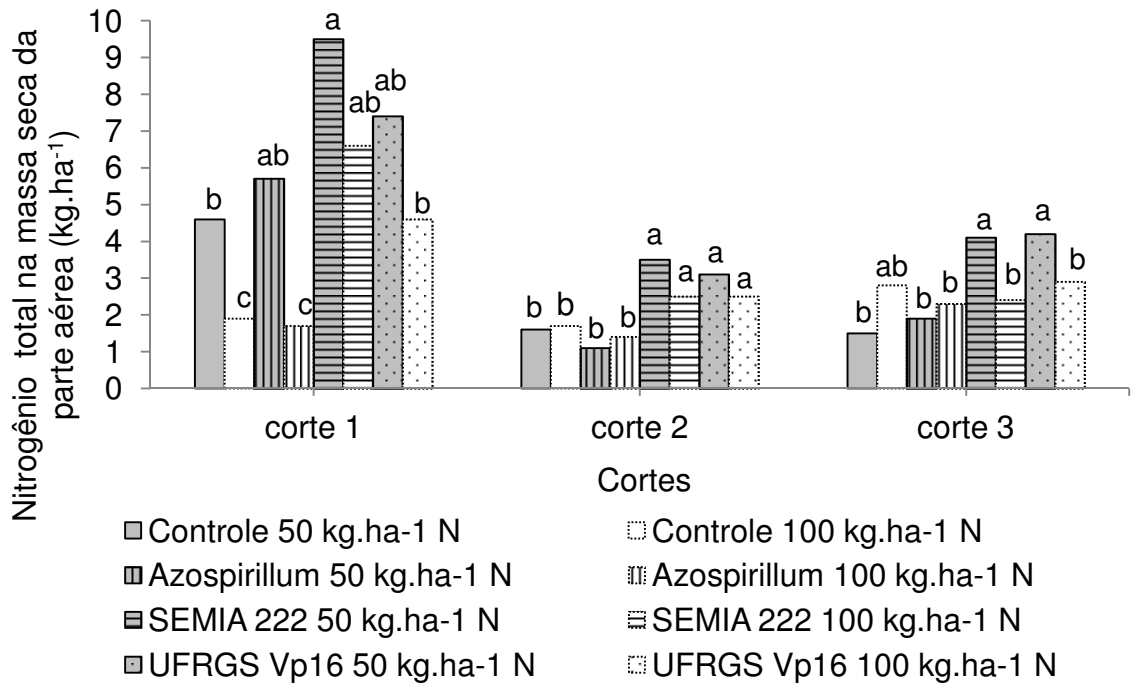 Nitrogênio total na massa seca da
parte aérea (kg.ha-1)
10
9
8
7
6
5
4
3
2
1
0
b
c
ab
c
a
ab
ab
b
b
b
b
b
a
a
a
a
b
ab
b
b
a
b
a
b
corte 1
corte 2
corte 3
Cortes
Controle 50 kg.ha-1 N
Controle 100 kg.ha-1 N
Azospirillum 50 kg.ha-1 N
Azospirillum 100 kg.ha-1 N
SEMIA 222 50 kg.ha-1 N
SEMIA 222 100 kg.ha-1 N
UFRGS Vp16 50 kg.ha-1 N
UFRGS Vp16 100 kg.ha-1 N